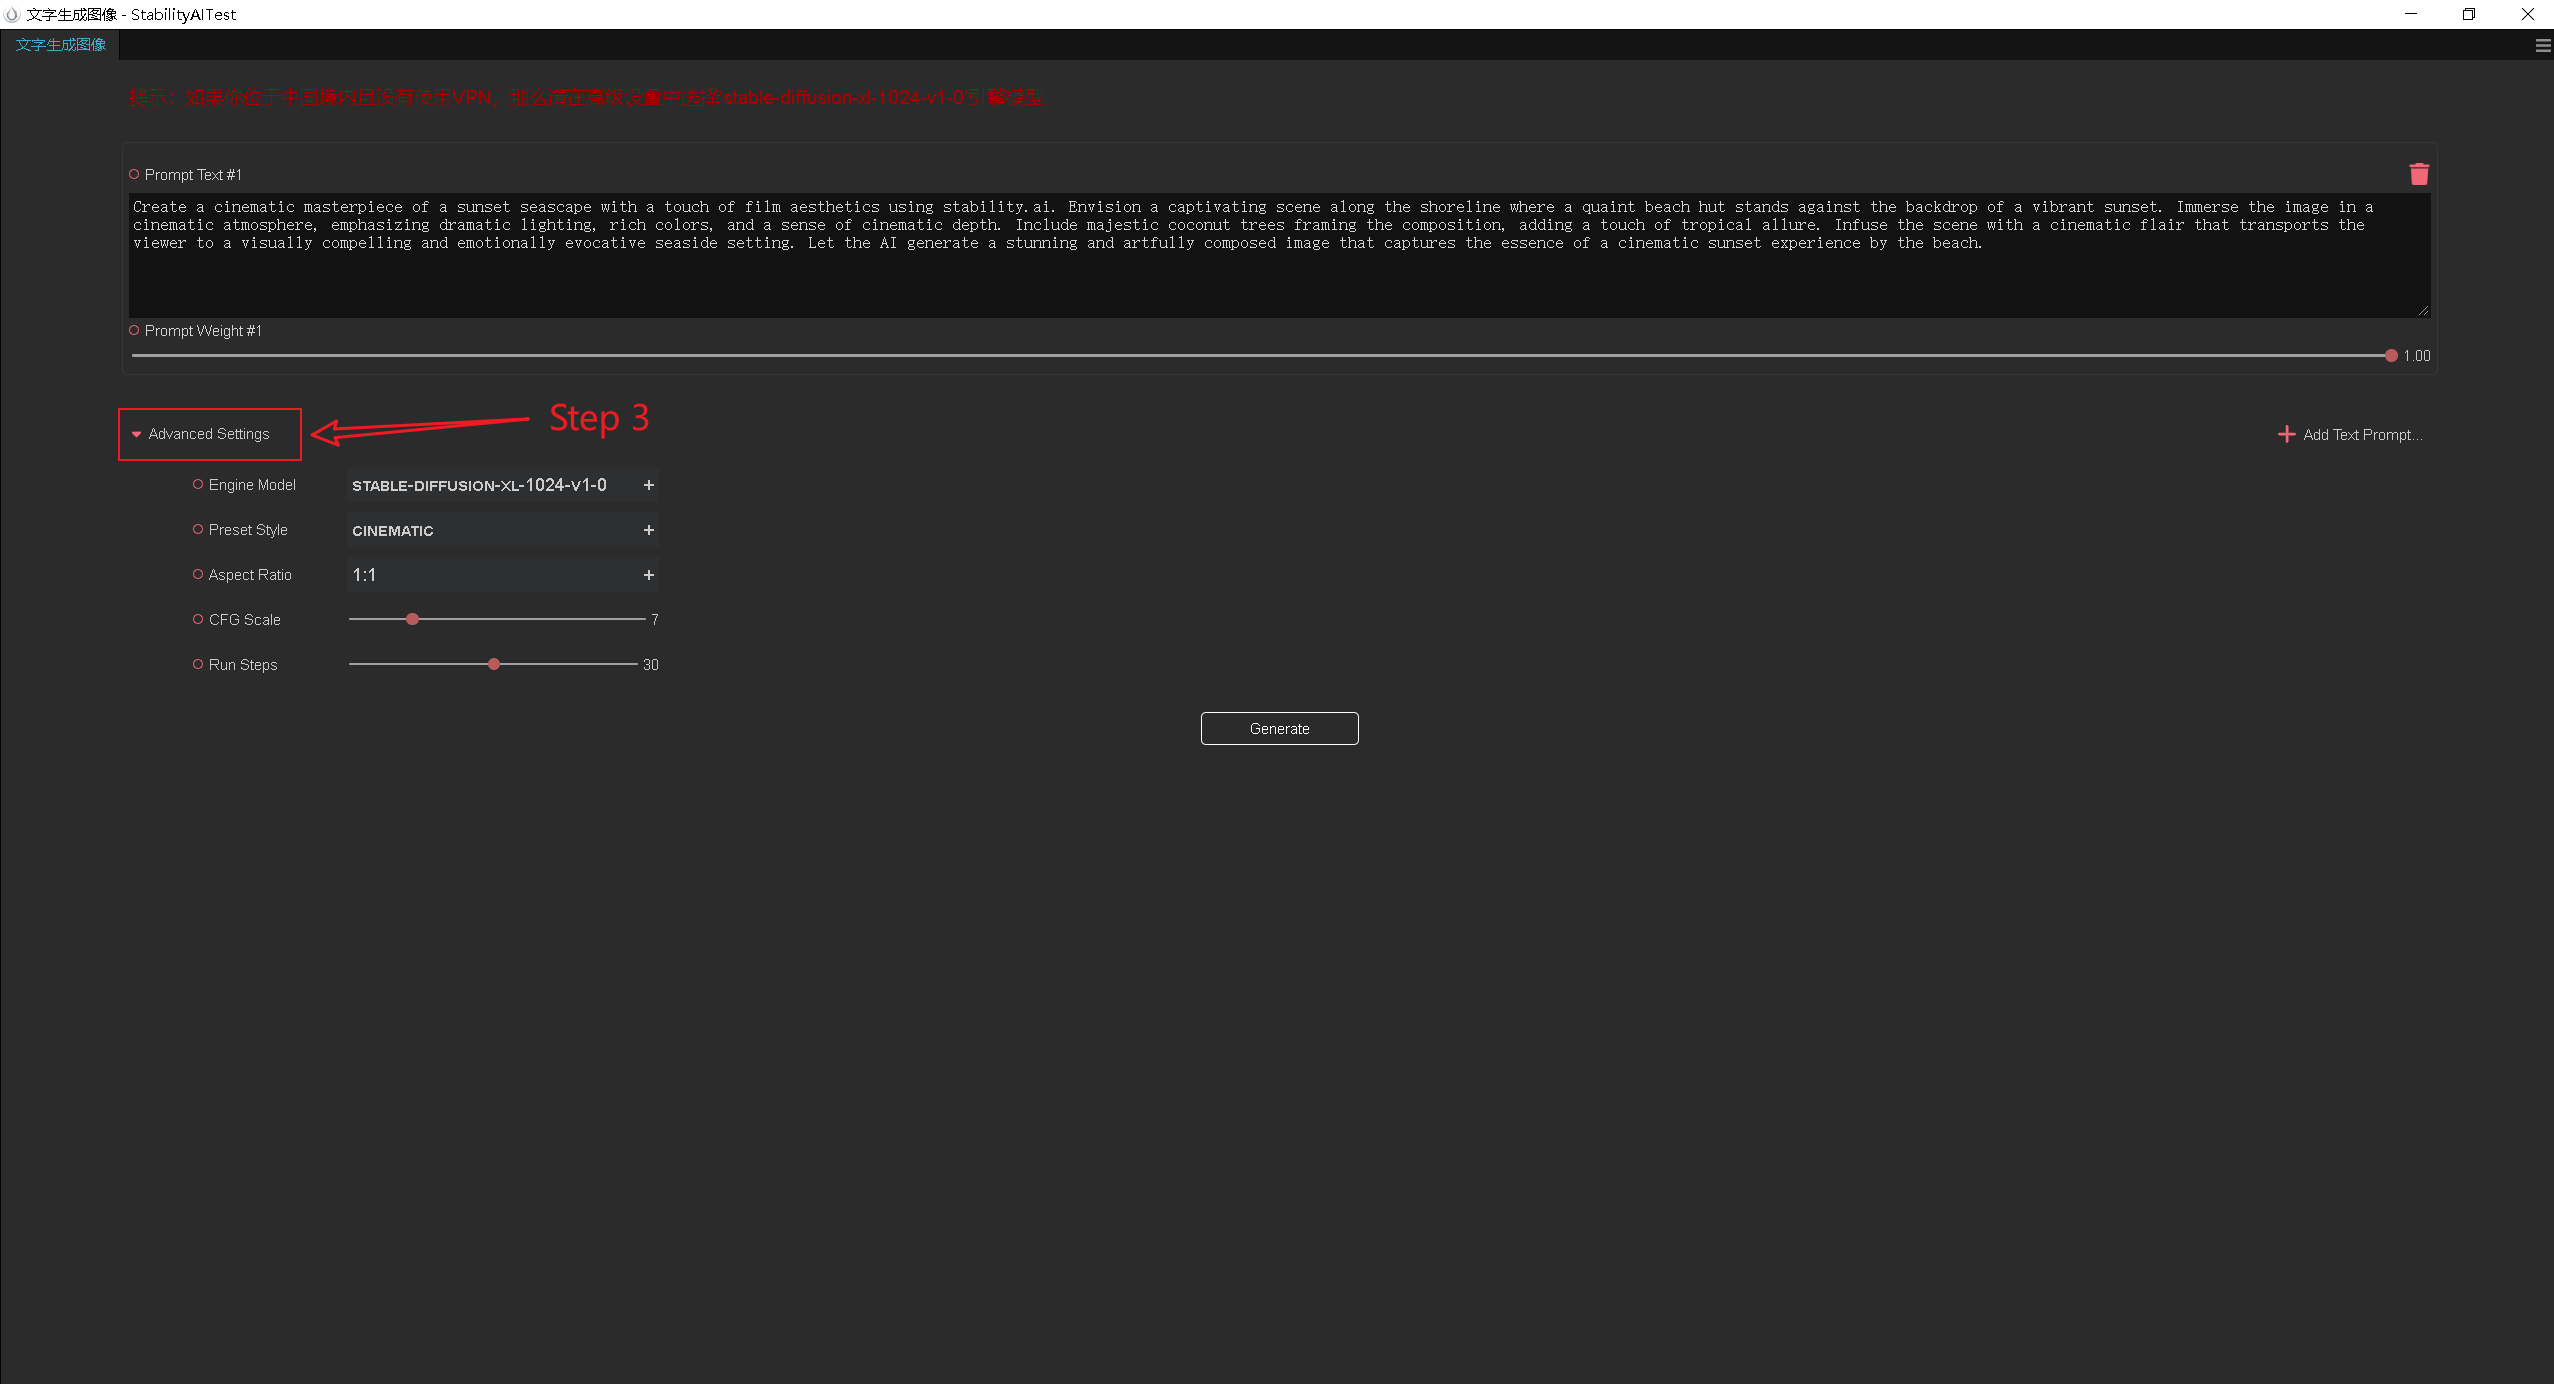 文字生成图像 - StabilityAITest
文字生成图像
提示：如果你位于中国境内且没有使用VPN，那么请在高级设置中选择'stable-diffusion-xl-1024-v1-0'引擎模型
Prompt Text #1
Create a cinematic masterpiece of a sunset seascape with a touch of film aesthetics using stability.ai. Envision a captivating scene along the shoreline where a quaint beach hut stands against the backdrop of a vibrant sunset. Immerse the image in a
cinematic atmosphere, emphasizing dramatic lighting, rich colors, and a sense of cinematic depth. Include majestic coconut trees framing the composition, adding a touch of tropical allure. Infuse the scene with a cinematic flair that transports the
viewer to a visually compelling and emotionally evocative seaside setting. Let the AI generate a stunning and artfully composed image that captures the essence of a cinematic sunset experience by the beach.
Prompt Weight #1
1.00
Step 3
Advanced Settings
Add Text Prompt...
Engine Model STABLE-DIFFUSION-XL-1024-V1-0 +
Preset Style CINEMATIC +
Aspect Ratio 1:1 +
CFG Scale 7
Run Steps 30
Generate